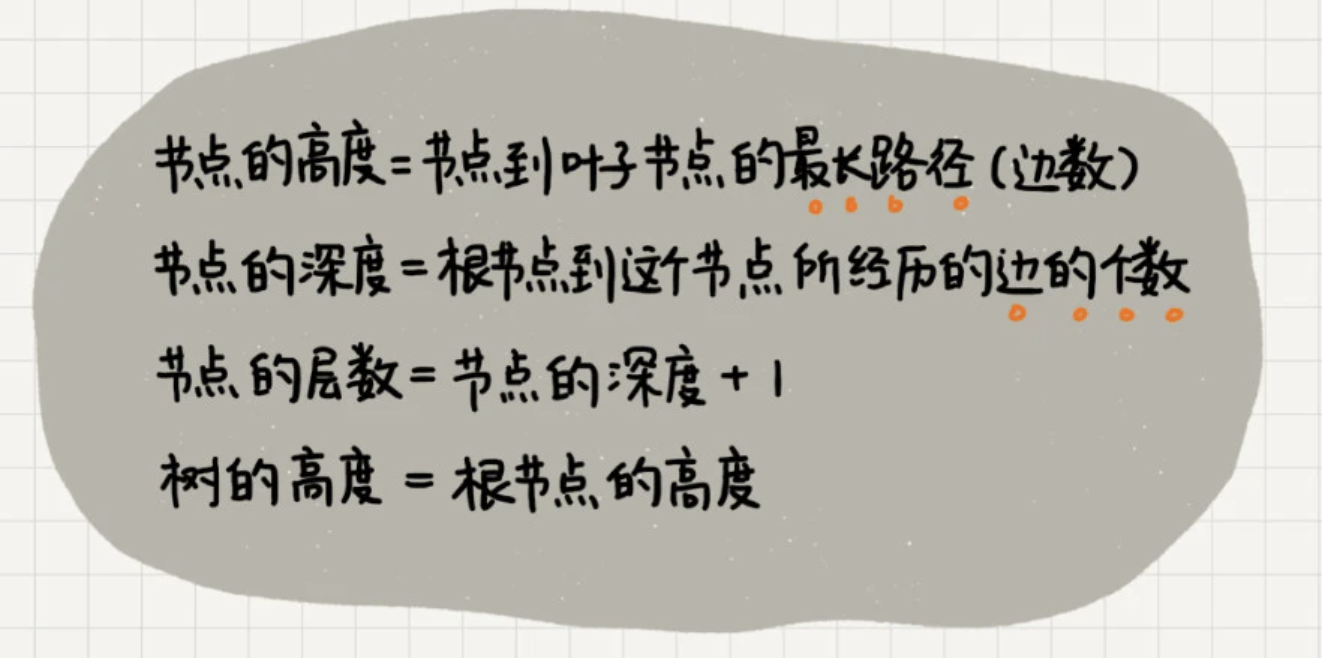 节点的高度=节点到叶子节点的最长路径(边数)
节点的深度=根节点到这个节点所经历的边的个数
节点的层数=节点的深度+1
树的高度=根节点的高度